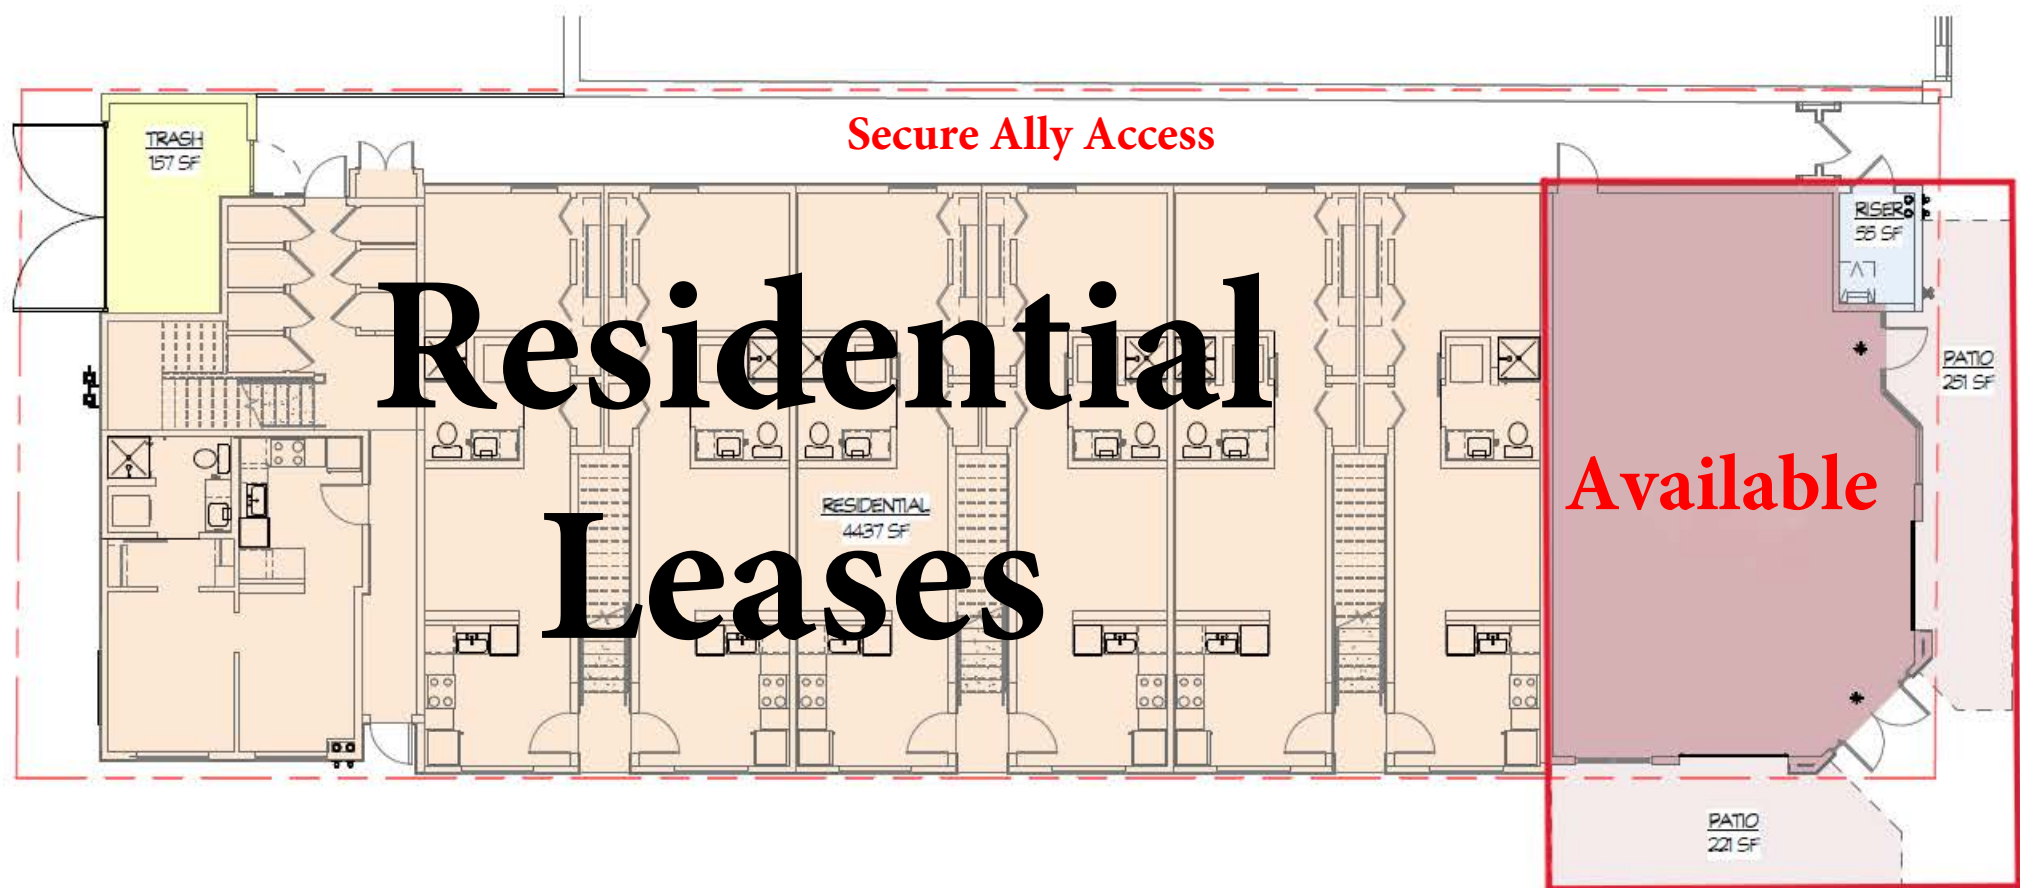 Secure Ally Access
TRASH
157 SF
RISER
55 SF
LV
Residential
PATIO
251 SF
Available
RESIDENTIAL
4437 SF
Leases
PATIO
221 SF